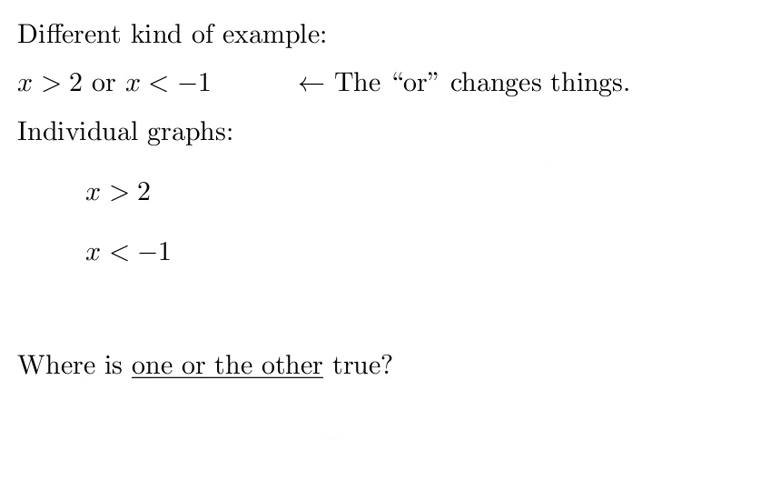 Different kind of example:
x > 2 or x < −1 ← The “or” changes things.
Individual graphs:
x > 2
x < −1
Where is one or the other true?